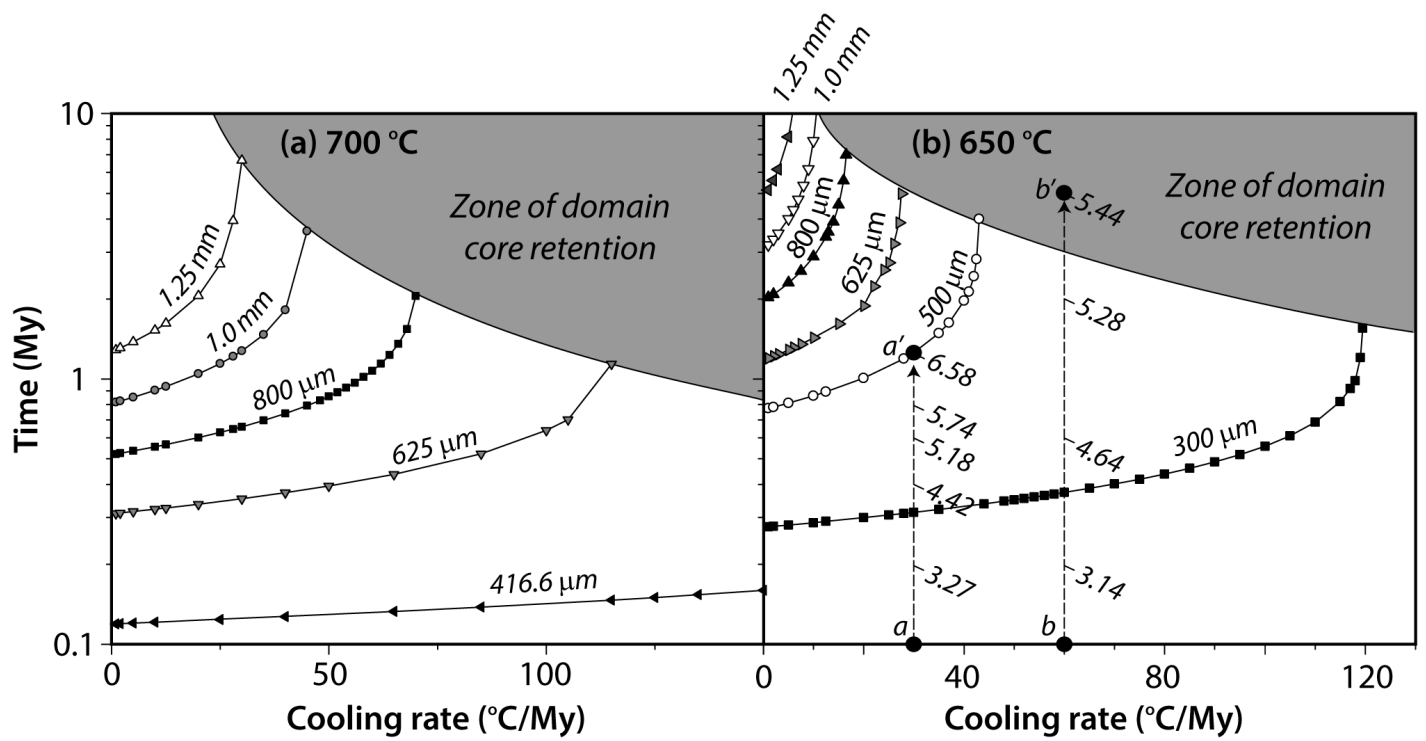 1.25 mm
1.0 mm
Time (My)
10
1
0.1
(a) 700 °C
Zone of domain
core retention
1.25 mm
1.0 mm
800 μm
625 μm
416.6 μm
0
50
100
Cooling rate (°C/My)
(b) 650 °C
Zone of domain
core retention
800 μm
625 μm
500 μm
300 μm
a′
6.58
5.74
5.18
4.42
3.27
a
b′
5.44
5.28
4.64
3.14
b
0
40
80
120
Cooling rate (°C/My)